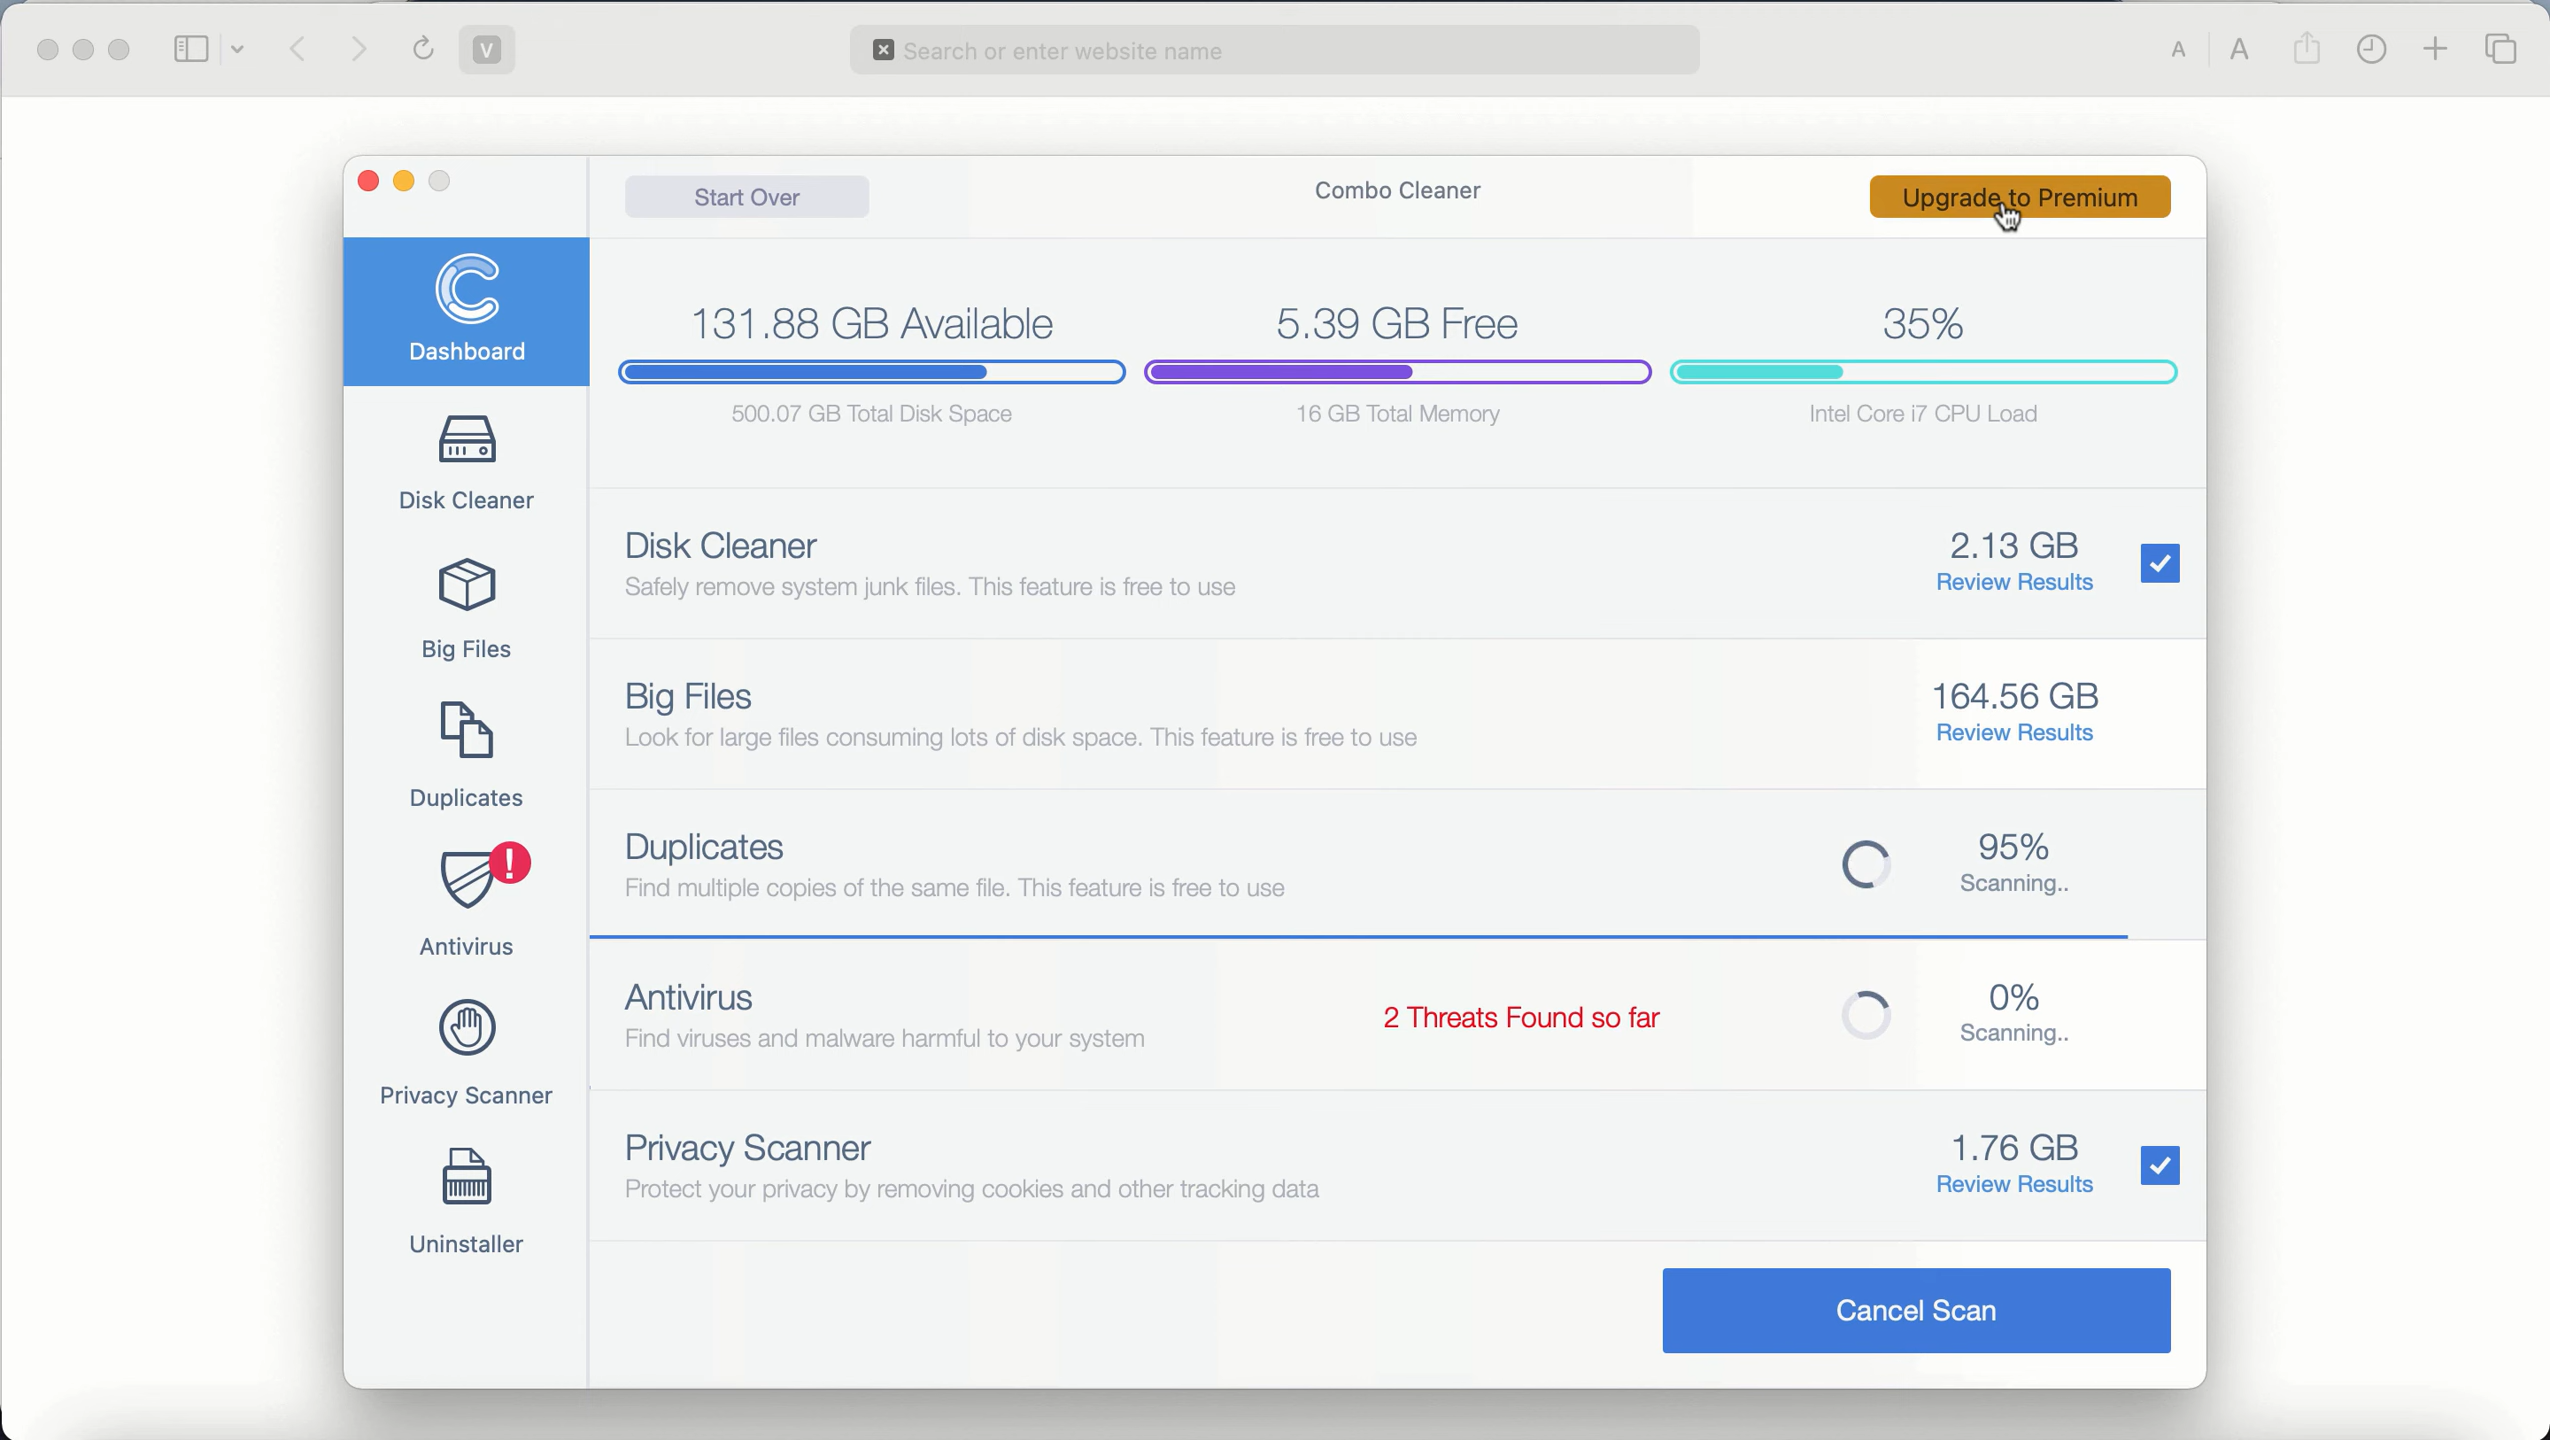 V
Search or enter website name
A A
Start Over
Combo Cleaner
Upgrade to Premium
Dashboard
131.88 GB Available
500.07 GB Total Disk Space
5.39 GB Free
16 GB Total Memory
35%
Intel Core i7 CPU Load
Disk Cleaner
Big Files
Duplicates
Antivirus
Privacy Scanner
Uninstaller
Disk Cleaner
Safely remove system junk files. This feature is free to use
2.13 GB
Review Results
Big Files
Look for large files consuming lots of disk space. This feature is free to use
164.56 GB
Review Results
Duplicates
Find multiple copies of the same file. This feature is free to use
95%
Scanning..
Antivirus
Find viruses and malware harmful to your system
2 Threats Found so far
0%
Scanning..
Privacy Scanner
Protect your privacy by removing cookies and other tracking data
1.76 GB
Review Results
Cancel Scan